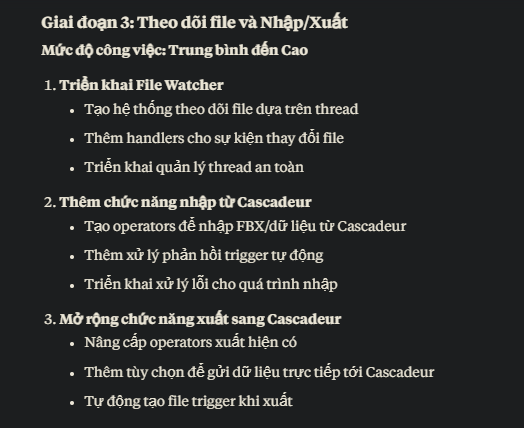 Giai đoạn 3: Theo dõi file và Nhập/Xuất
Mức độ công việc: Trung bình đến Cao
1. Triển khai File Watcher
• Tạo hệ thống theo dõi file dựa trên thread
• Thêm handlers cho sự kiện thay đổi file
• Triển khai quản lý thread an toàn
2. Thêm chức năng nhập từ Cascadeur
• Tạo operators để nhập FBX/dữ liệu từ Cascadeur
• Thêm xử lý phản hồi trigger tự động
• Triển khai xử lý lỗi cho quá trình nhập
3. Mở rộng chức năng xuất sang Cascadeur
• Nâng cấp operators xuất hiện có
• Thêm tùy chọn để gửi dữ liệu trực tiếp tới Cascadeur
• Tự động tạo file trigger khi xuất